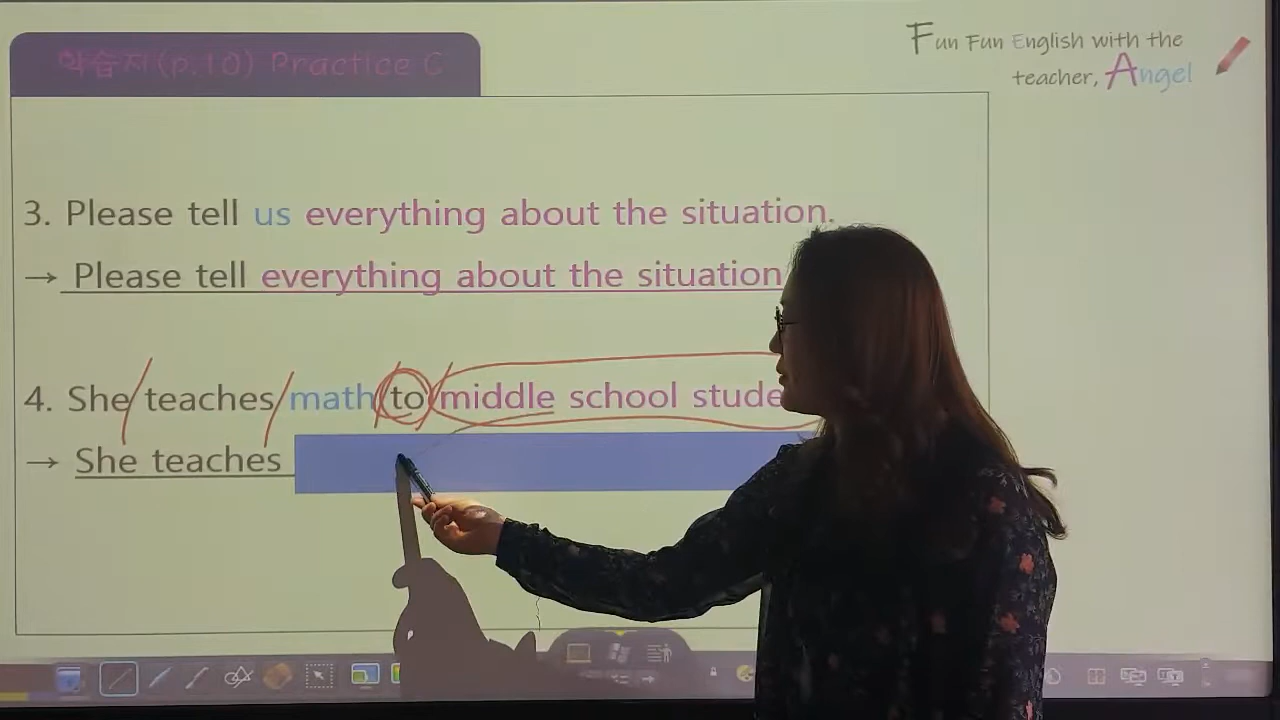 학습지(p.10) Practice C
Fun Fun English with the
teacher, Angel
3. Please tell us everything about the situation.
→ Please tell everything about the situation
4. She teaches math to middle school stude
→ She teaches